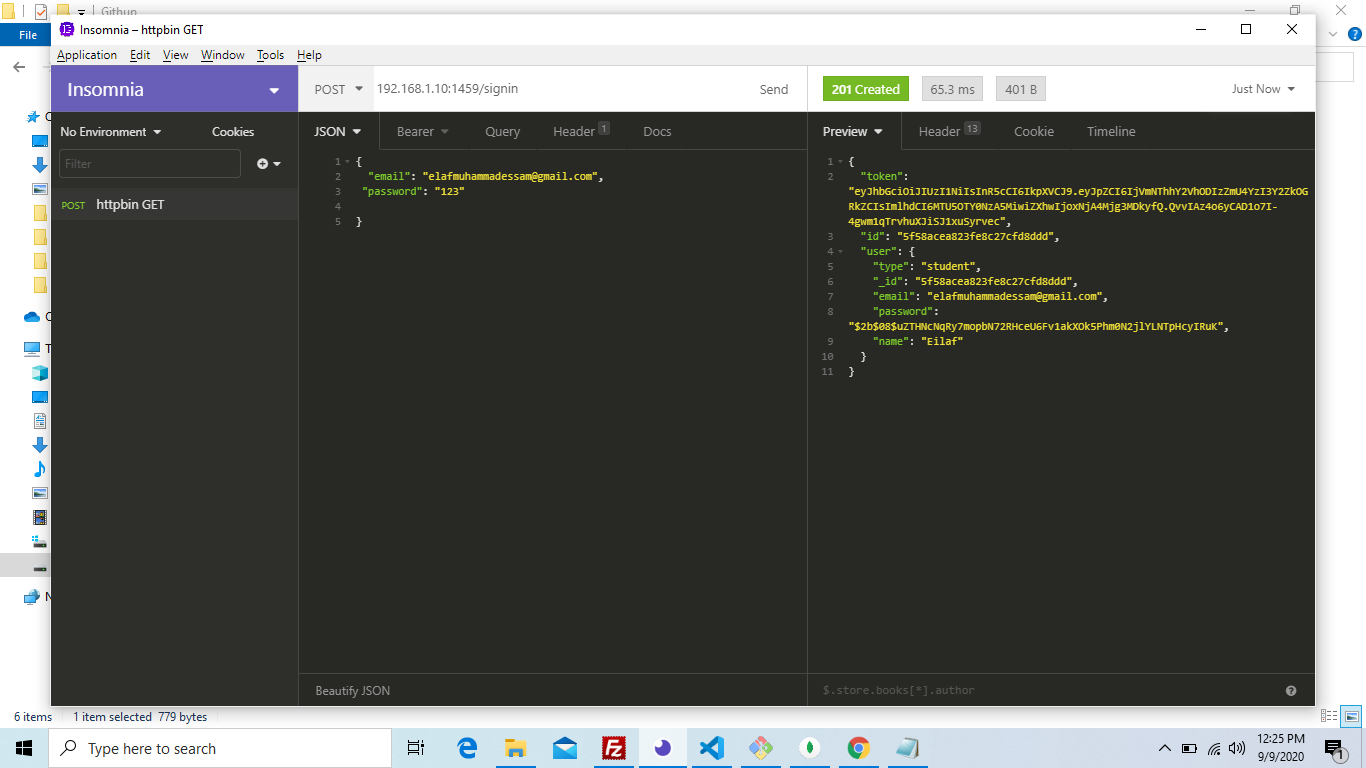 Githup
File
Insomnia – httpbin GET
Application Edit View Window Tools Help
Insomnia
POST 192.168.1.10:1459/signin Send
201 Created 65.3 ms 401 B Just Now
No Environment Cookies
JSON Bearer Query Header 1 Docs
Preview Header 13 Cookie Timeline
Filter
POST httpbin GET
1 {
2 "email": "elafmuhammadessam@gmail.com",
3 "password": "123"
4
5 }
1 {
2 "token":
"eyJhbGciOiJIUzI1NiIsInR5cCI6IkpXVCJ9.eyJpZCI6IjVmNThhY2VhODIzZmU4YzI3Y2ZkOG
RkZCIsImlhdCI6MTU5OTY0NzA5MiwiZXhwIjoxNjA4Mjg3MDkyfQ.QvvIAz4o6yCAD1o7I-
4gwm1qTrvhuXJiSJ1xuSyrvec",
3 "id": "5f58acea823fe8c27cfd8ddd",
4 "user": {
5 "type": "student",
6 "_id": "5f58acea823fe8c27cfd8ddd",
7 "email": "elafmuhammadessam@gmail.com",
8 "password":
"$2b$08$uZTHNcNqRy7mopbN72RHceU6Fv1akXOk5Phm0N2jlYLNTpHcyIRuK",
9 "name": "Eilaf"
10 }
11 }
Beautify JSON
$.store.books[*].author
6 items 1 item selected 779 bytes
Type here to search
12:25 PM
9/9/2020
1